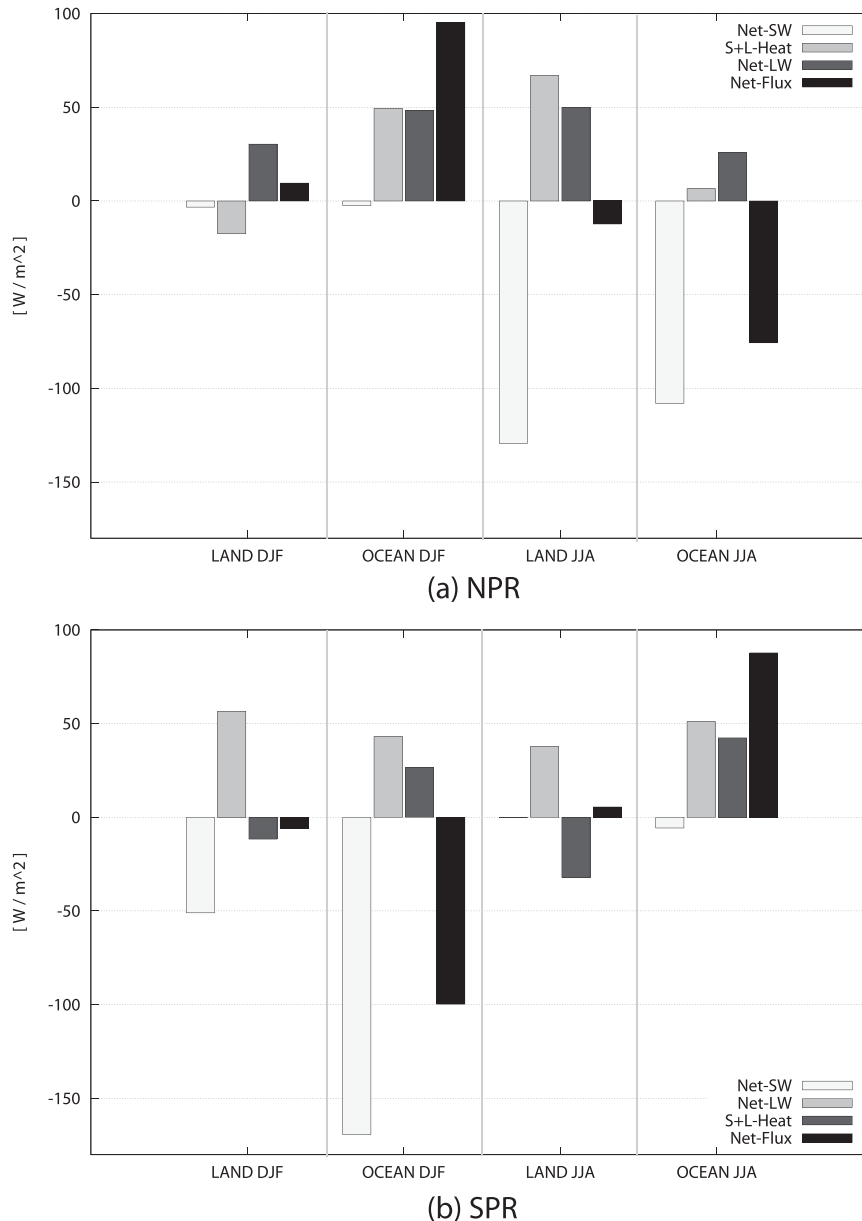 100
50
0
-50
-100
-150
[ W / m^2 ]
Net-SW
S+L-Heat
Net-LW
Net-Flux
LAND DJF
OCEAN DJF
LAND JJA
OCEAN JJA
(a) NPR
100
50
0
-50
-100
-150
[ W / m^2 ]
Net-SW
Net-LW
S+L-Heat
Net-Flux
LAND DJF
OCEAN DJF
LAND JJA
OCEAN JJA
(b) SPR